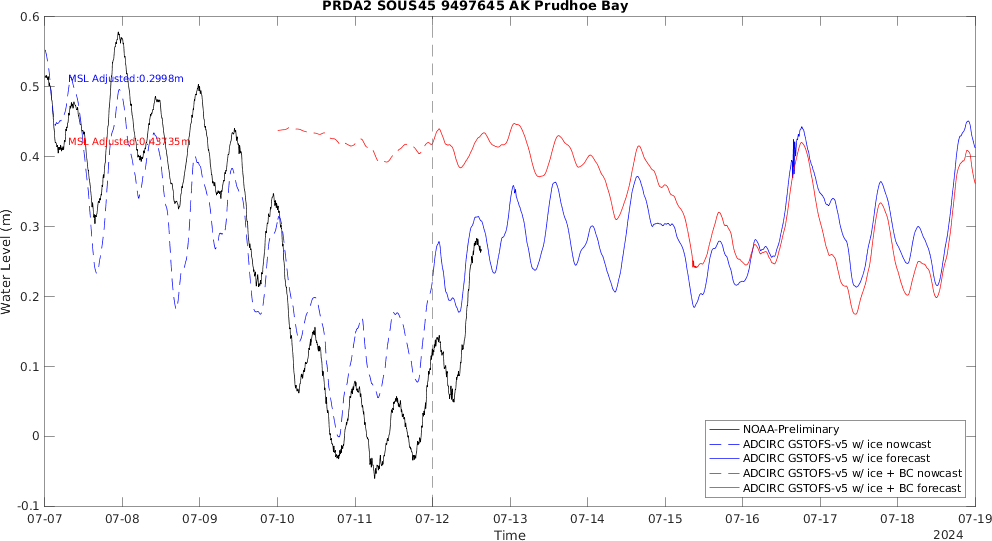 PRDA2 SOUS45 9497645 AK Prudhoe Bay
0.6
0.5
0.4
0.3
0.2
0.1
0
-0.1
Water Level (m)
MSL Adjusted:0.2998m
MSL Adjusted:0.43735m
NOAA-Preliminary
ADCIRC GSTOFS-v5 w/ ice nowcast
ADCIRC GSTOFS-v5 w/ ice forecast
ADCIRC GSTOFS-v5 w/ ice + BC nowcast
ADCIRC GSTOFS-v5 w/ ice + BC forecast
07-07 07-08 07-09 07-10 07-11 07-12 07-13 07-14 07-15 07-16 07-17 07-18 07-19
Time
2024